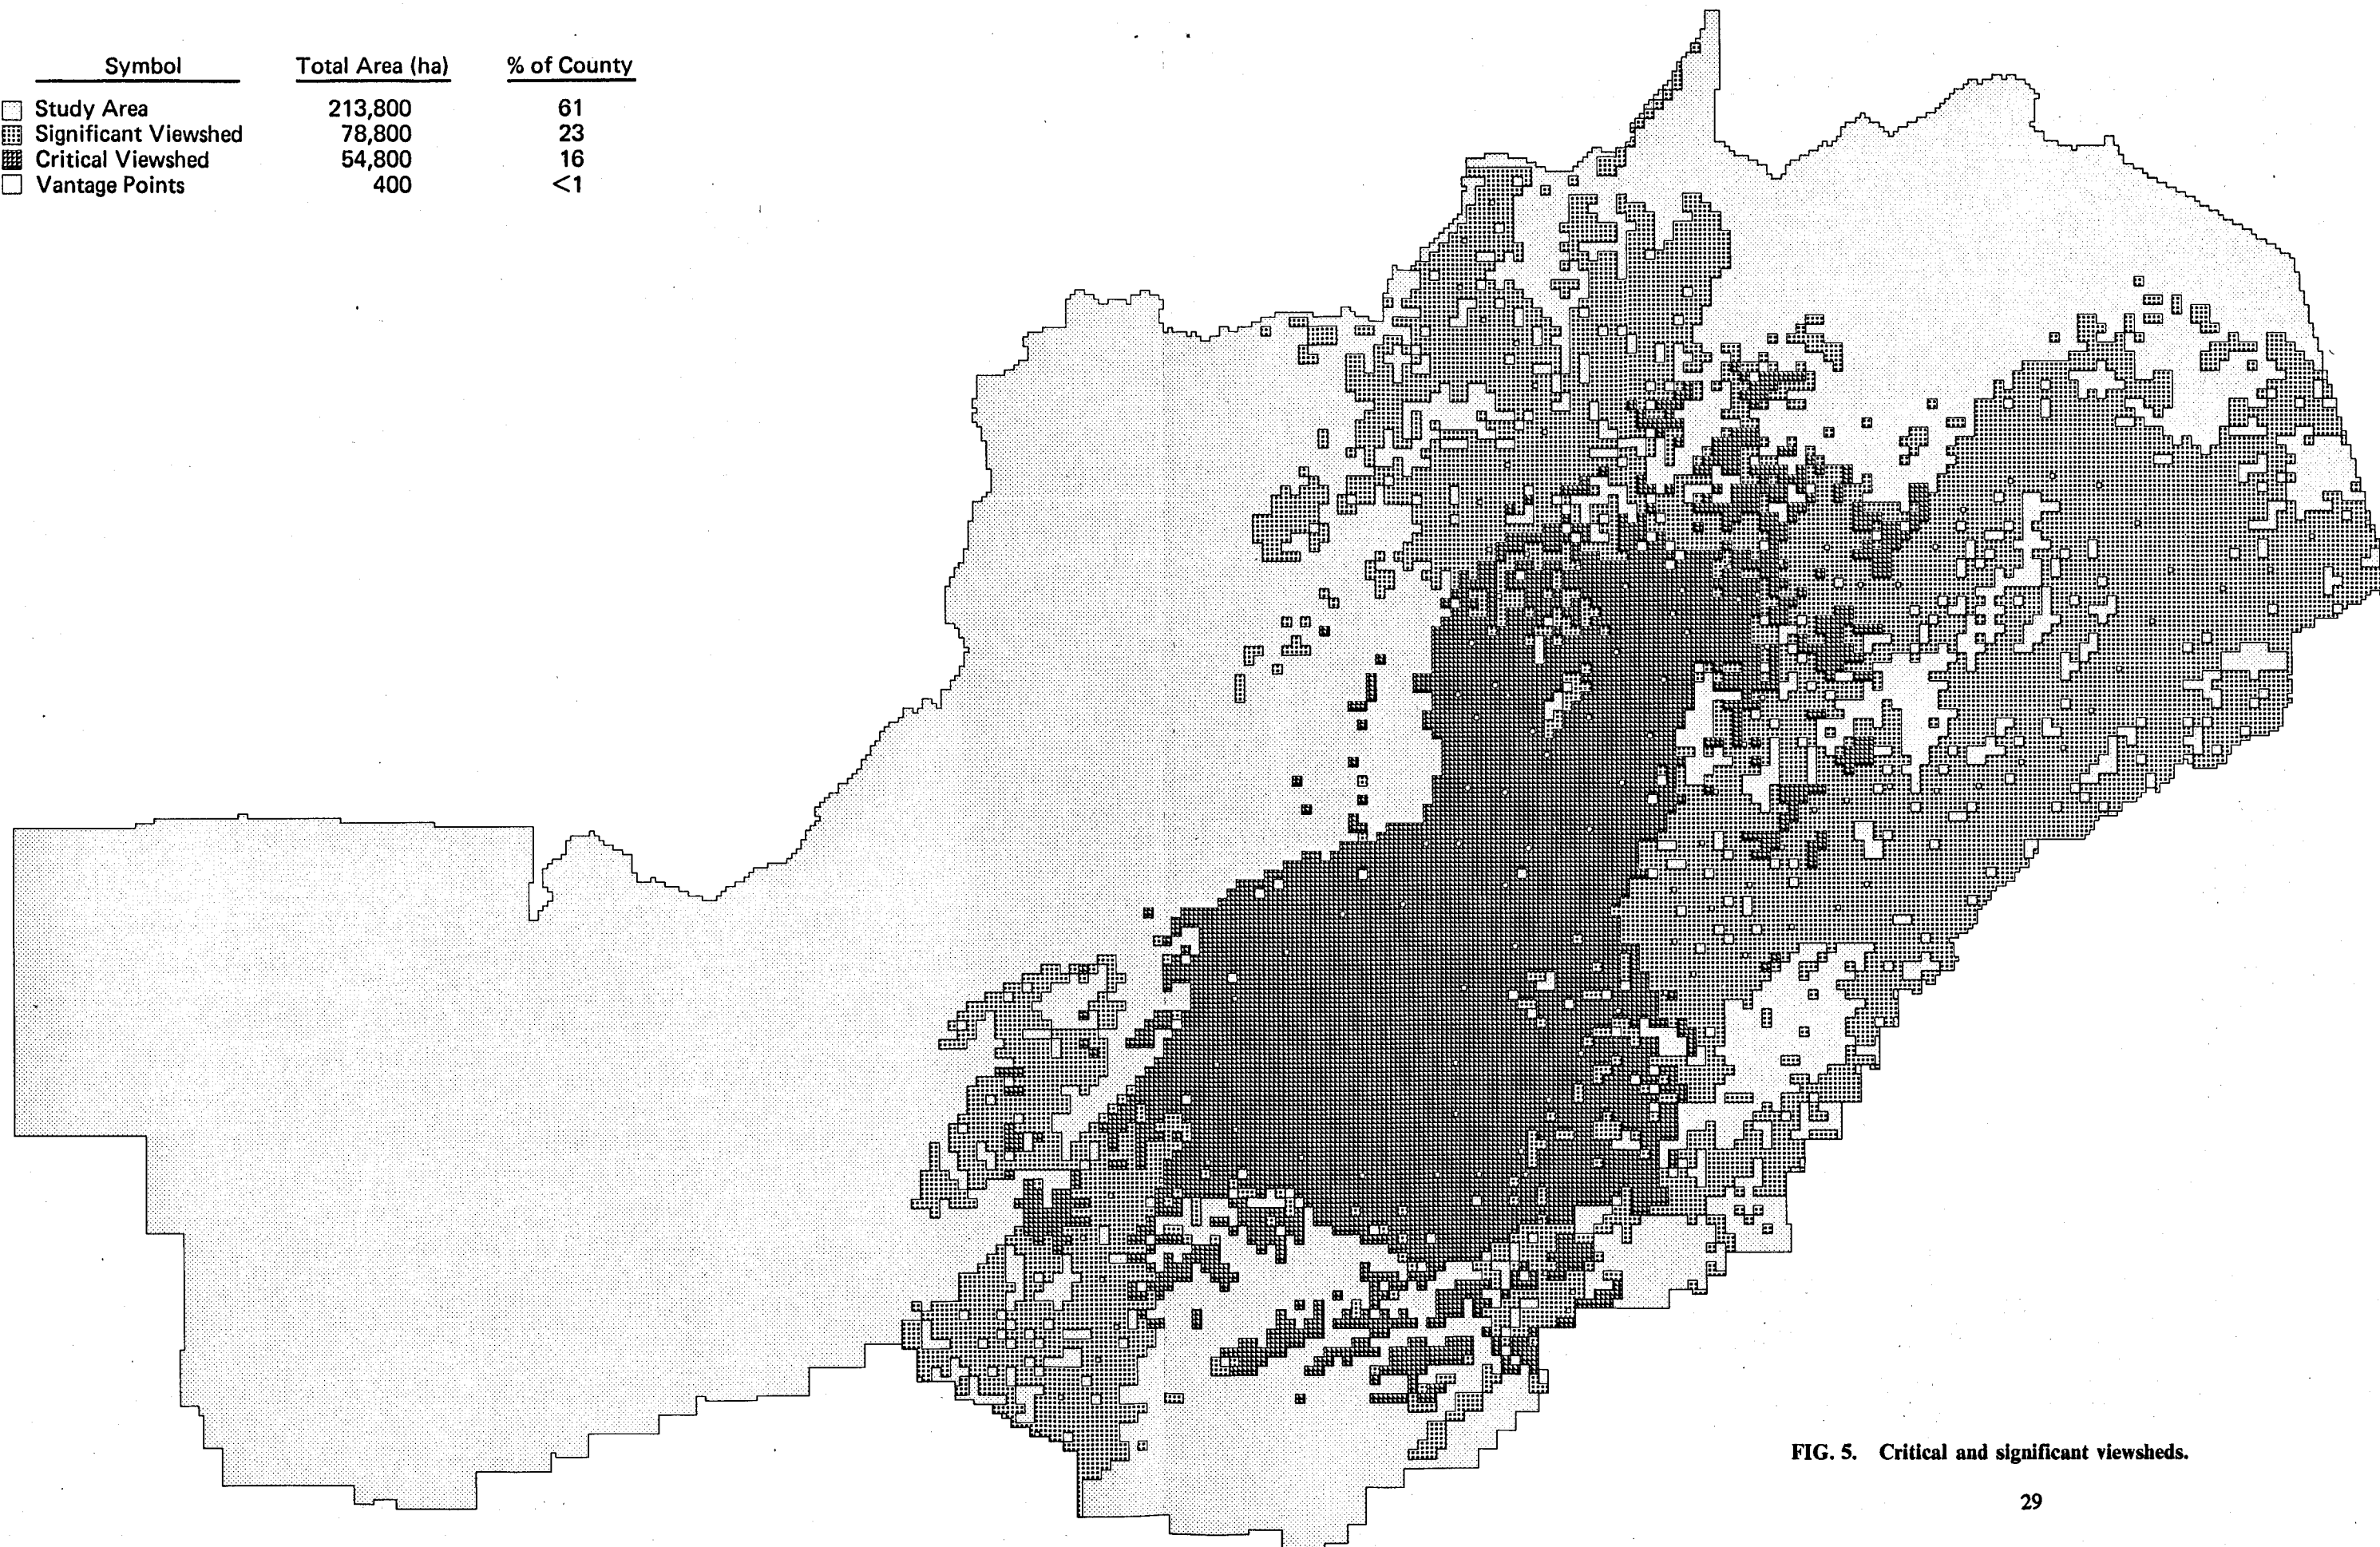 Symbol Total Area (ha) % of County
Study Area 213,800 61
Significant Viewshed 78,800 23
Critical Viewshed 54,800 16
Vantage Points 400 <1
FIG. 5. Critical and significant viewsheds.
29